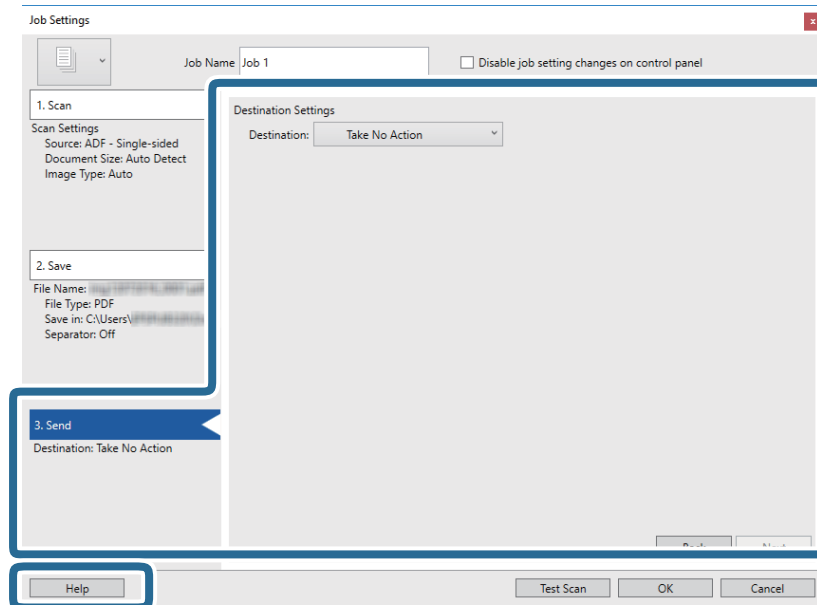 Job Settings
x
Job Name Job 1
Disable job setting changes on control panel
1. Scan
Scan Settings
Source: ADF - Single-sided
Document Size: Auto Detect
Image Type: Auto
2. Save
File Name:
File Type: PDF
Save in: C:\Users\
Separator: Off
3. Send
Destination: Take No Action
Destination Settings
Destination: Take No Action
Help
Test Scan
OK
Cancel